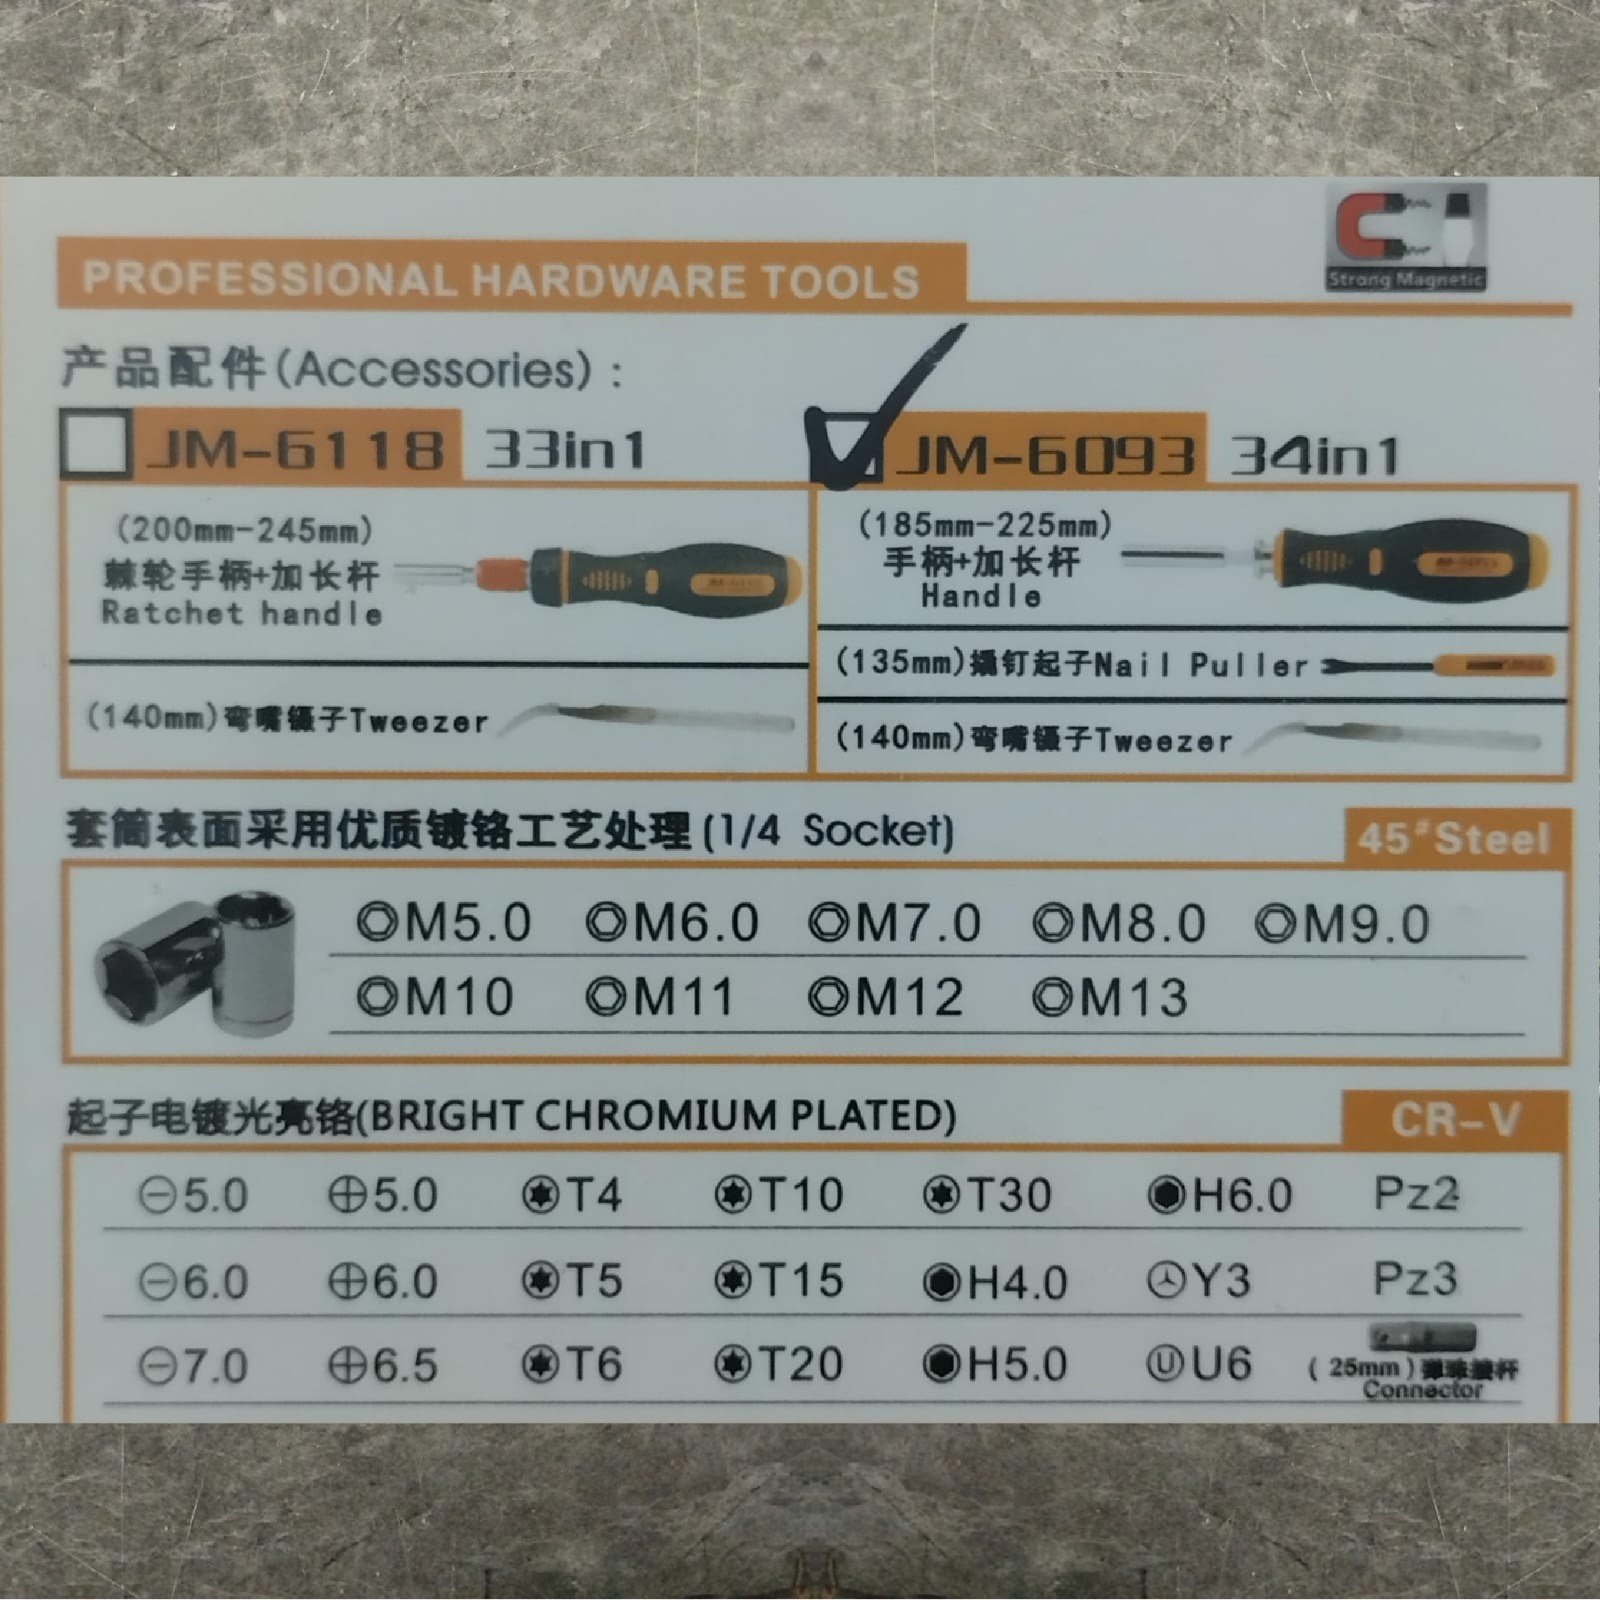 Strong Magnetic
PROFESSIONAL HARDWARE TOOLS
产品配件(Accessories):
JM-6118 33in1
JM-6093 34in1
(200mm-245mm)
棘轮手柄+加长杆
Ratchet handle
(140mm)弯嘴镊子Tweezer
(185mm-225mm)
手柄+加长杆
Handle
(135mm)撬钉起子Nail Puller
(140mm)弯嘴镊子Tweezer
套筒表面采用优质镀铬工艺处理(1/4 Socket)
45#Steel
M5.0 M6.0 M7.0 M8.0 M9.0
M10 M11 M12 M13
起子电镀光亮铬(BRIGHT CHROMIUM PLATED)
CR-V
5.0 5.0 T4 T10 T30 H6.0 Pz2
6.0 6.0 T5 T15 H4.0 Y3 Pz3
7.0 6.5 T6 T20 H5.0 U6 (25mm)弹珠接杆
Connector